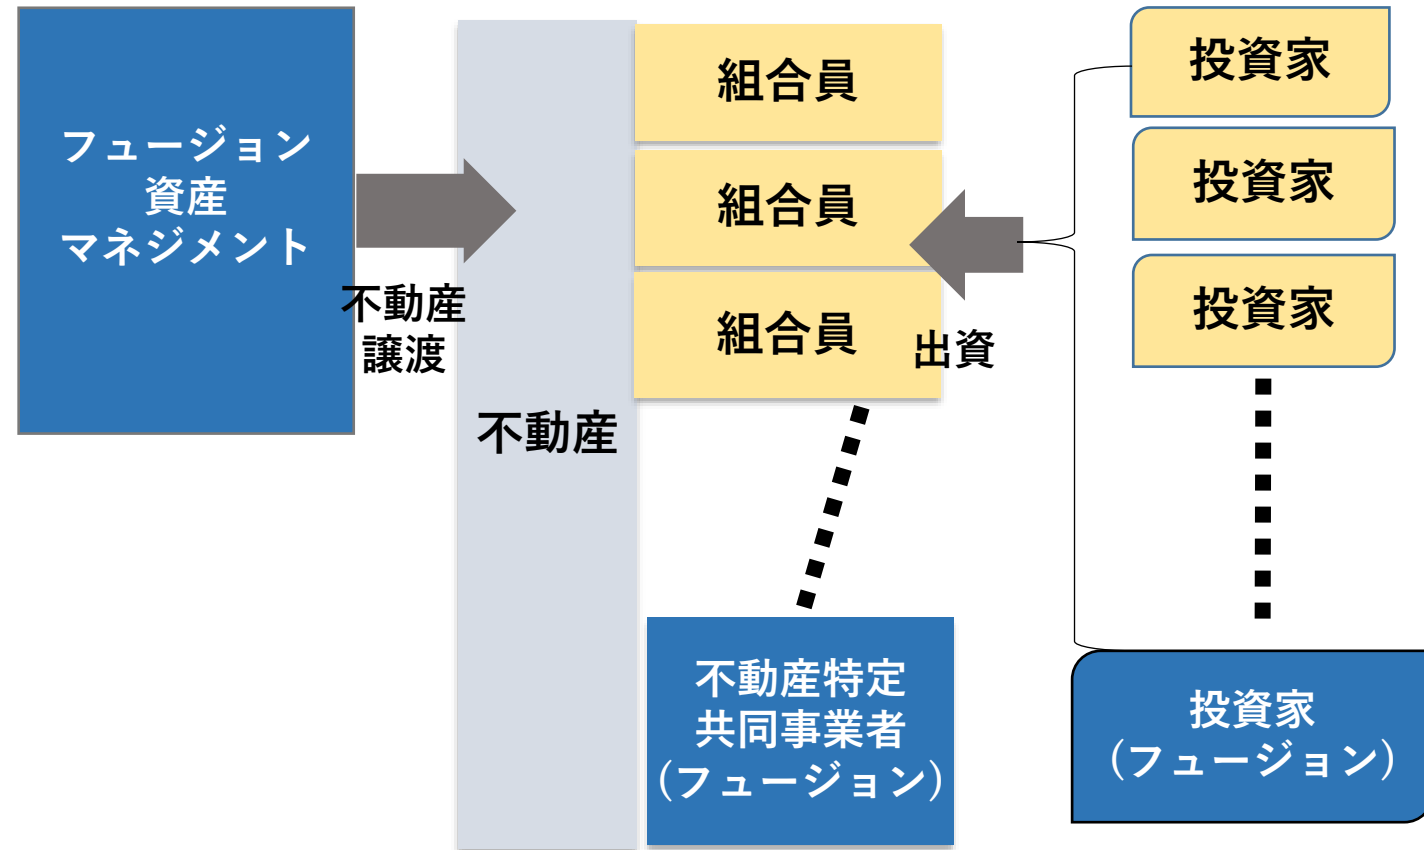 フュージョン
資産
マネジメント
不動産
譲渡
不動産
組合員
組合員
組合員
不動産特定
共同事業者
(フュージョン)
出資
投資家
投資家
投資家
投資家
(フュージョン)